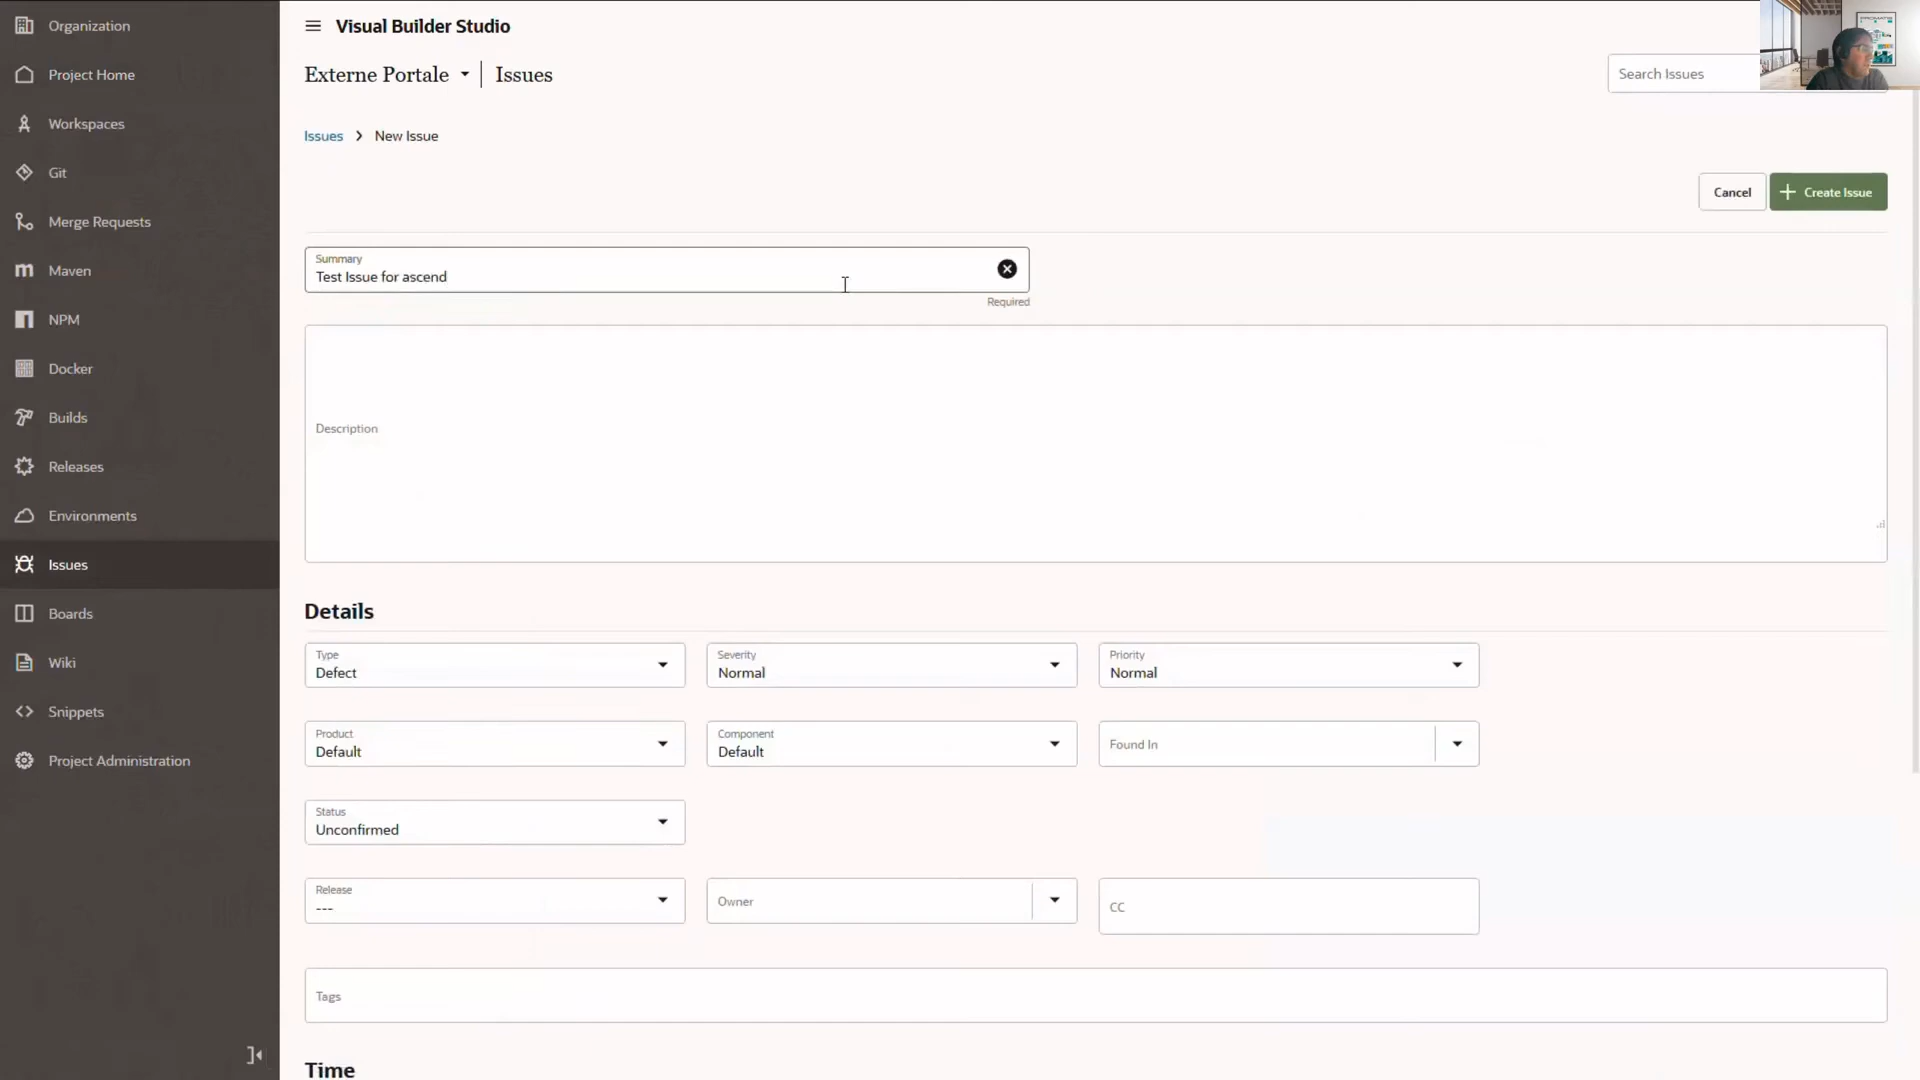 Organization
Project Home
Workspaces
Git
Merge Requests
Maven
NPM
Docker
Builds
Releases
Environments
Issues
Boards
Wiki
Snippets
Project Administration
Visual Builder Studio
Externe Portale | Issues
Search Issues
Issues > New Issue
Cancel
Create Issue
Summary
Test Issue for ascend
Required
Description
Details
Type
Defect
Severity
Normal
Priority
Normal
Product
Default
Component
Default
Found In
Status
Unconfirmed
Release
---
Owner
CC
Tags
Time